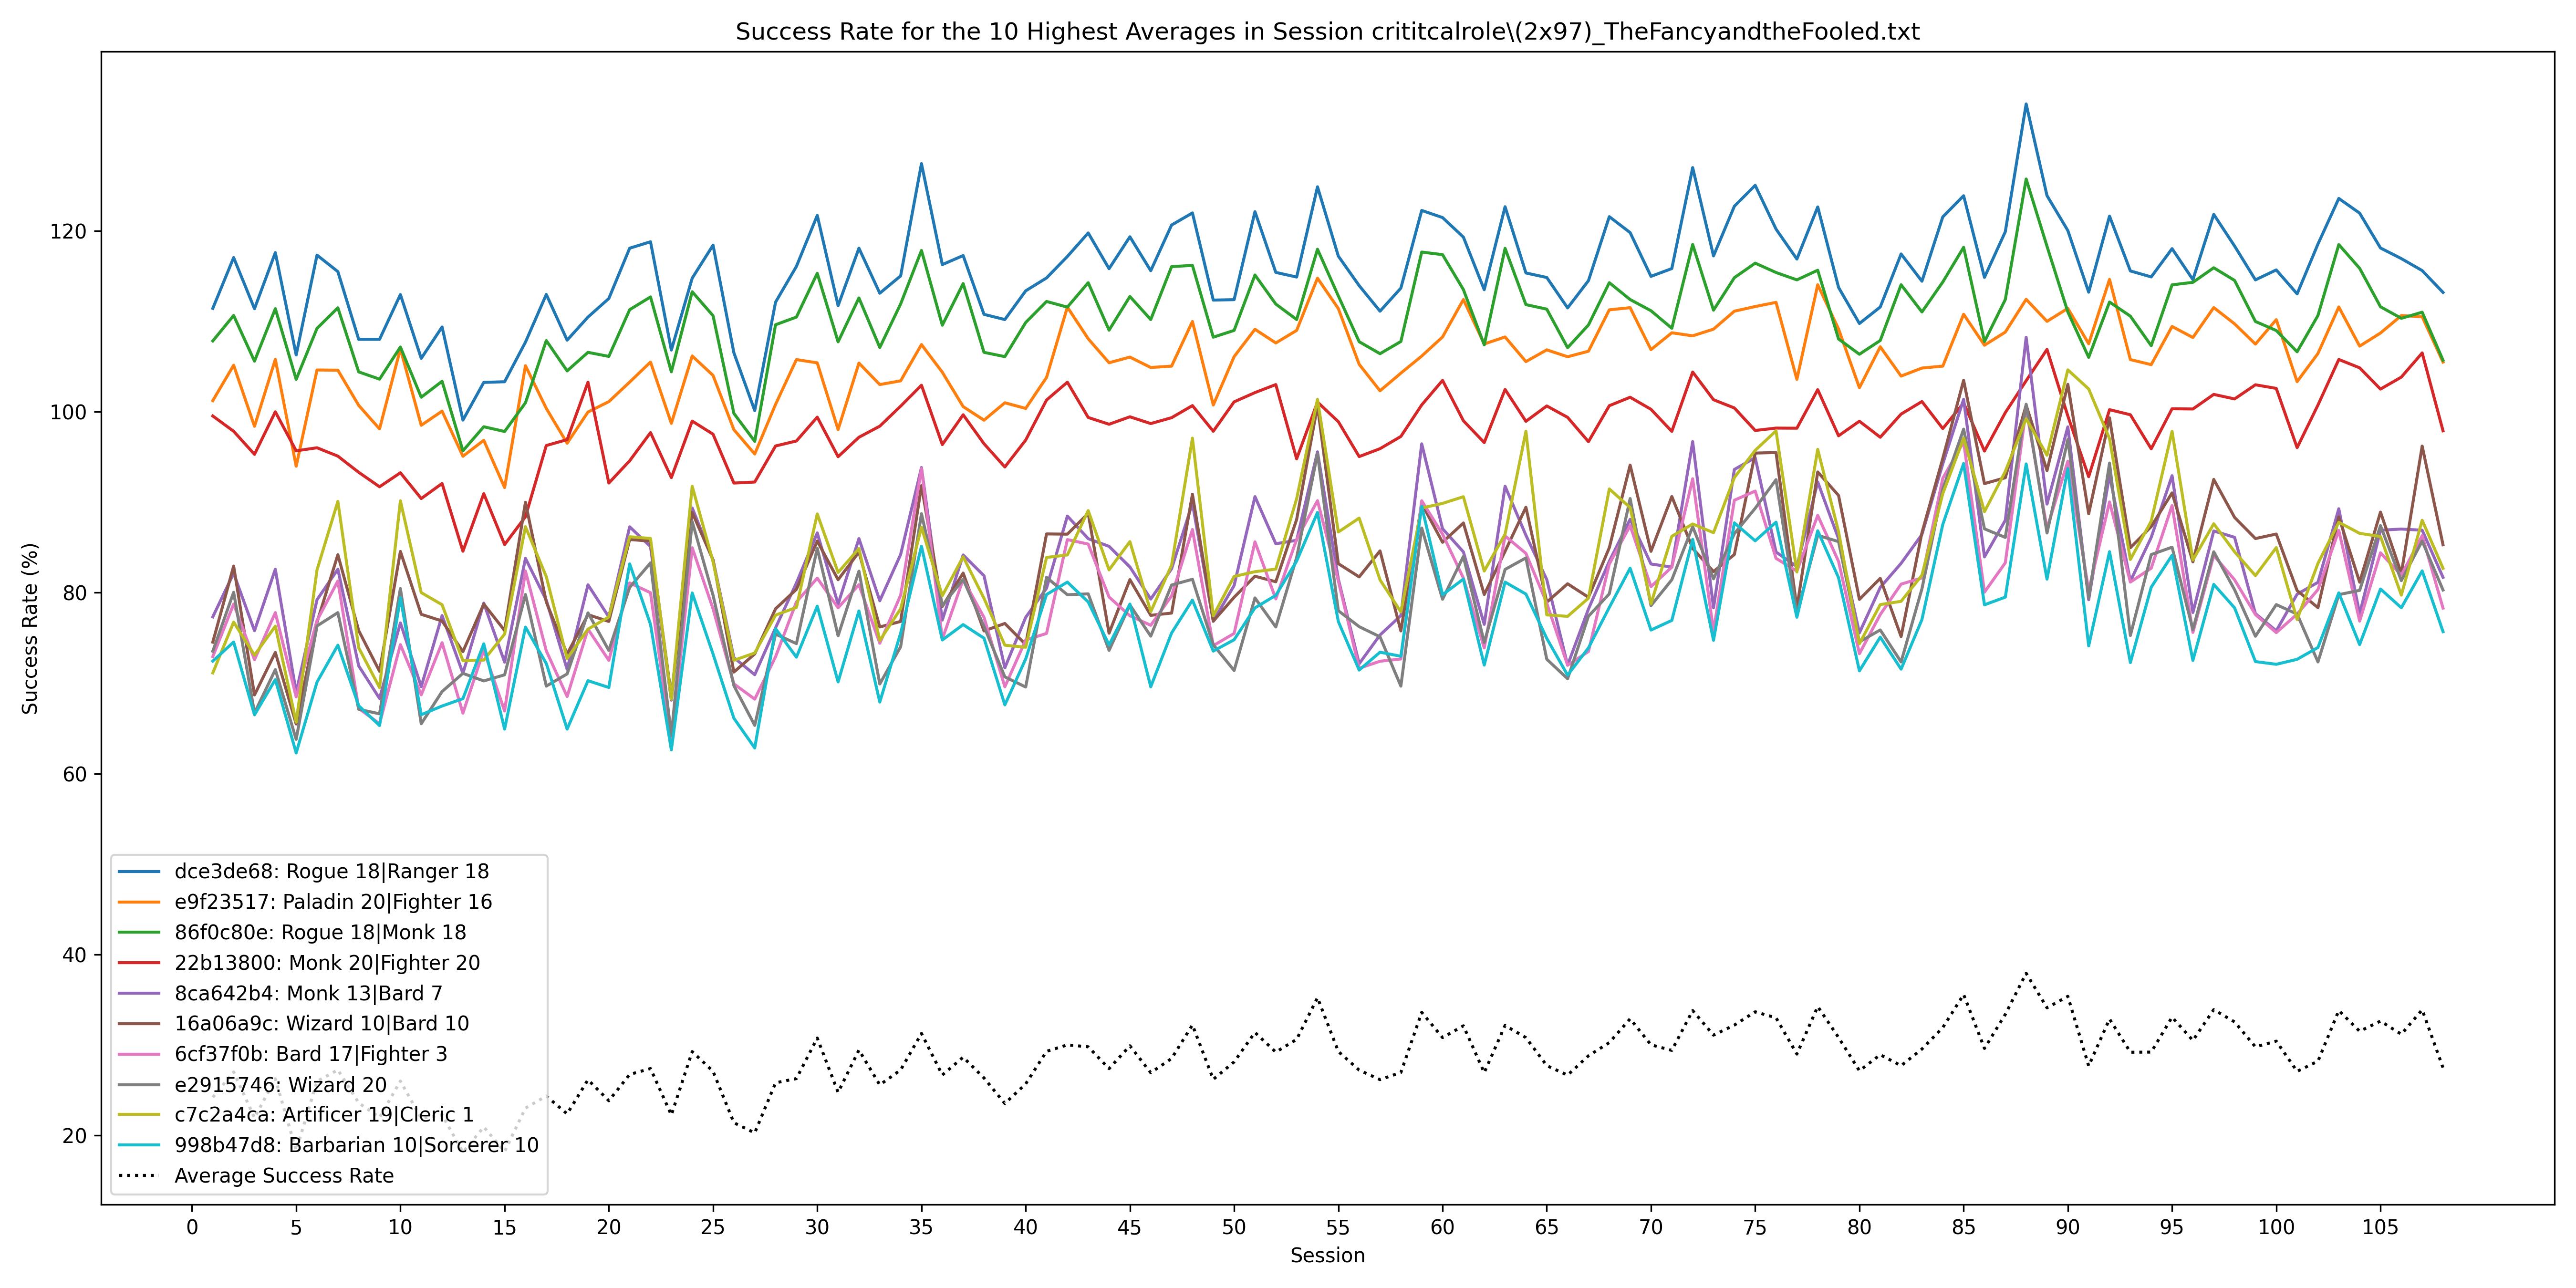 Success Rate for the 10 Highest Averages in Session crititcalrole\(2x97)_TheFancyandtheFooled.txt
Success Rate (%)
120
100
80
60
40
20
dce3de68: Rogue 18|Ranger 18
e9f23517: Paladin 20|Fighter 16
86f0c80e: Rogue 18|Monk 18
22b13800: Monk 20|Fighter 20
8ca642b4: Monk 13|Bard 7
16a06a9c: Wizard 10|Bard 10
6cf37f0b: Bard 17|Fighter 3
e2915746: Wizard 20
c7c2a4ca: Artificer 19|Cleric 1
998b47d8: Barbarian 10|Sorcerer 10
Average Success Rate
0 5 10 15 20 25 30 35 40 45 50 55 60 65 70 75 80 85 90 95 100 105
Session